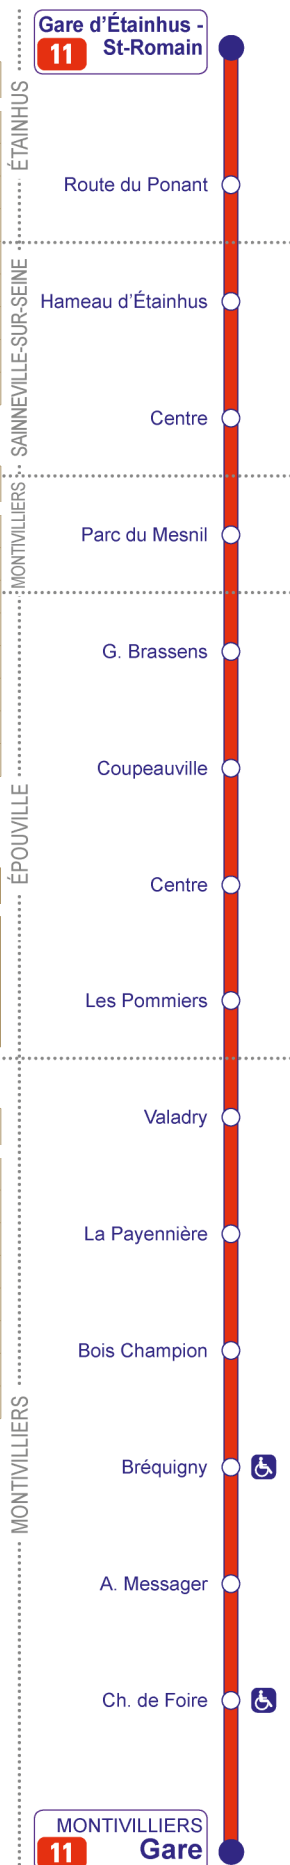 Gare d'Étainhus -
11 St-Romain
ÉTAINHUS
Route du Ponant
SAINNEVILLE-SUR-SEINE
Hameau d'Étainhus
Centre
MONTIVILLIERS
Parc du Mesnil
ÉPOUVILLE
G. Brassens
Coupeauville
Centre
Les Pommiers
MONTIVILLIERS
Valadry
La Payennière
Bois Champion
Bréquigny
A. Messager
Ch. de Foire
MONTIVILLIERS
11 Gare